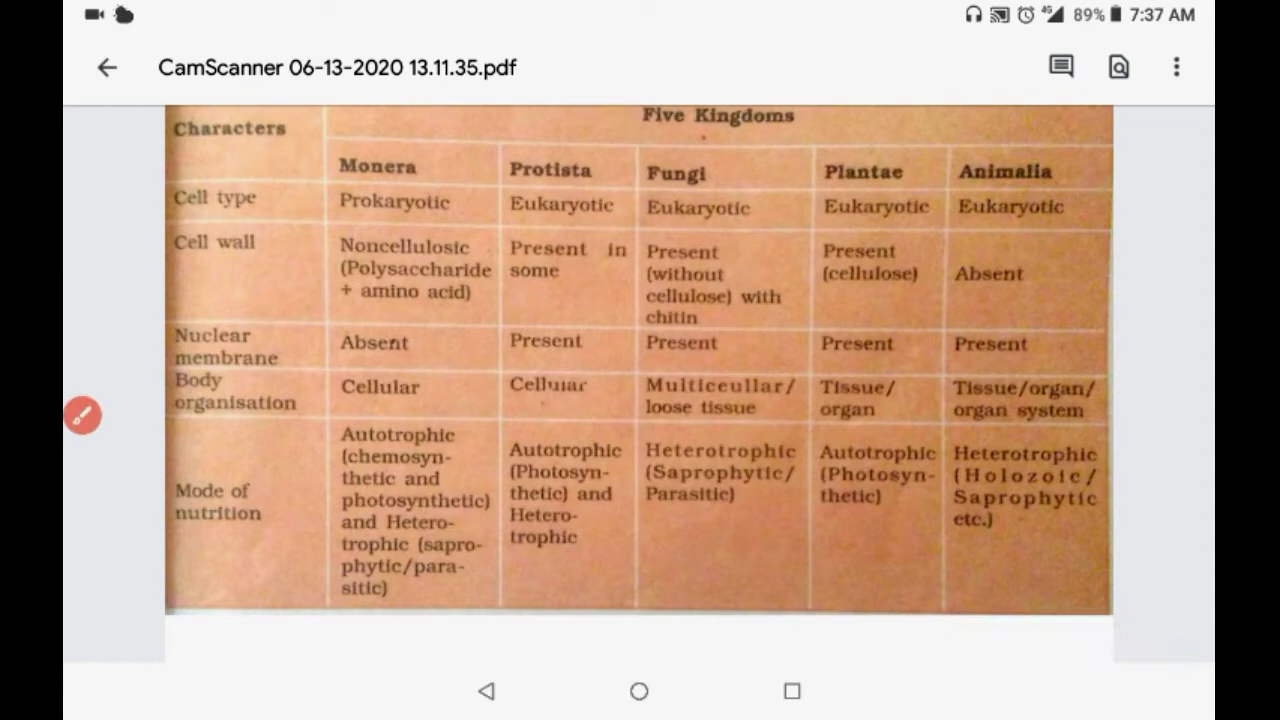 4G 89% 7:37 AM
CamScanner 06-13-2020 13.11.35.pdf
Five Kingdoms
Characters
Monera Protista Fungi Plantae Animalia
Cell type Prokaryotic Eukaryotic Eukaryotic Eukaryotic Eukaryotic
Cell wall
Noncellulosic
(Polysaccharide
+ amino acid)
Present in
some
Present
(without
cellulose) with
chitin
Present
(cellulose)
Absent
Nuclear
membrane
Absent
Present
Present
Present
Present
Body
organisation
Cellular
Cellular
Multiceullar/
loose tissue
Tissue/
organ
Tissue/organ/
organ system
Mode of
nutrition
Autotrophic
(chemosyn-
thetic and
photosynthetic)
and Hetero-
trophic (sapro-
phytic/para-
sitic)
Autotrophic
(Photosyn-
thetic) and
Hetero-
trophic
Heterotrophic
(Saprophytic/
Parasitic)
Autotrophic
(Photosyn-
thetic)
Heterotrophic
(Holozoic/
Saprophytic
etc.)